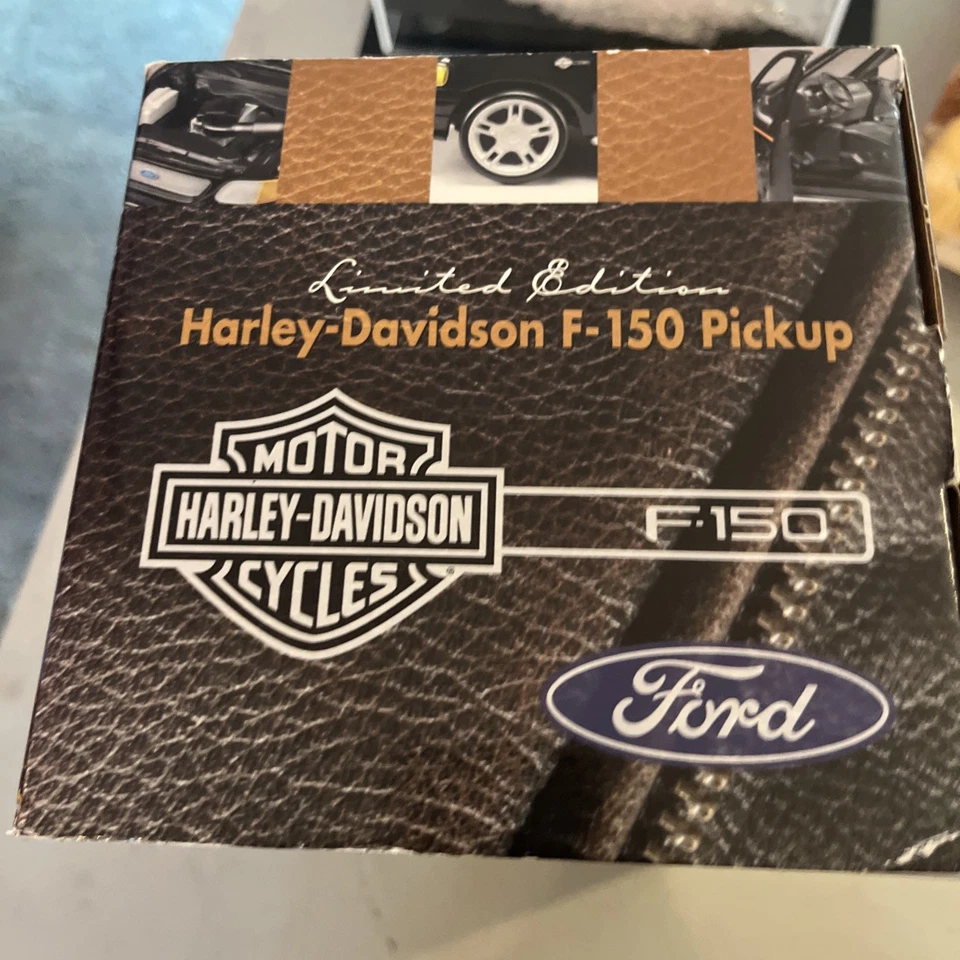 Limited Edition
Harley-Davidson F-150 Pickup
MOTOR
HARLEY-DAVIDSON
CYCLES
®
F-150
Ford